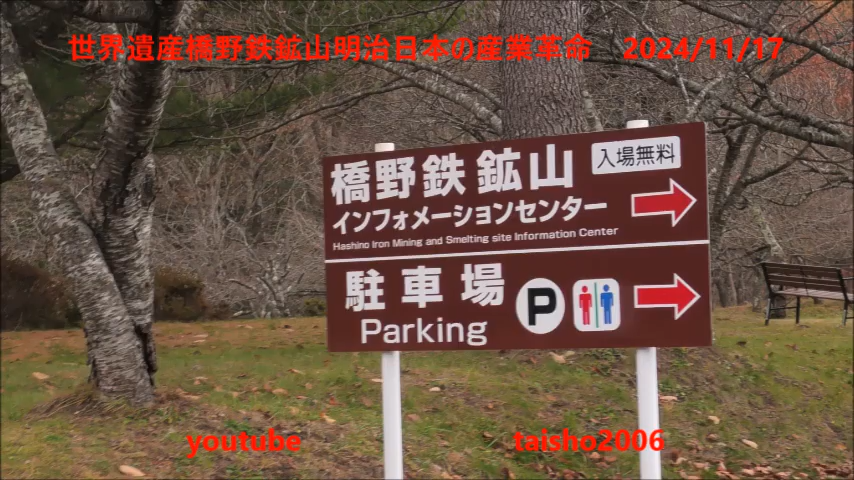 世界遺産橋野鉄鉱山明治日本の産業革命 2024/11/17
橋野鉄鉱山
入場無料
インフォメーションセンター
Hashino Iron Mining and Smelting site Information Center
駐車場
P
Parking
youtube taisho2006